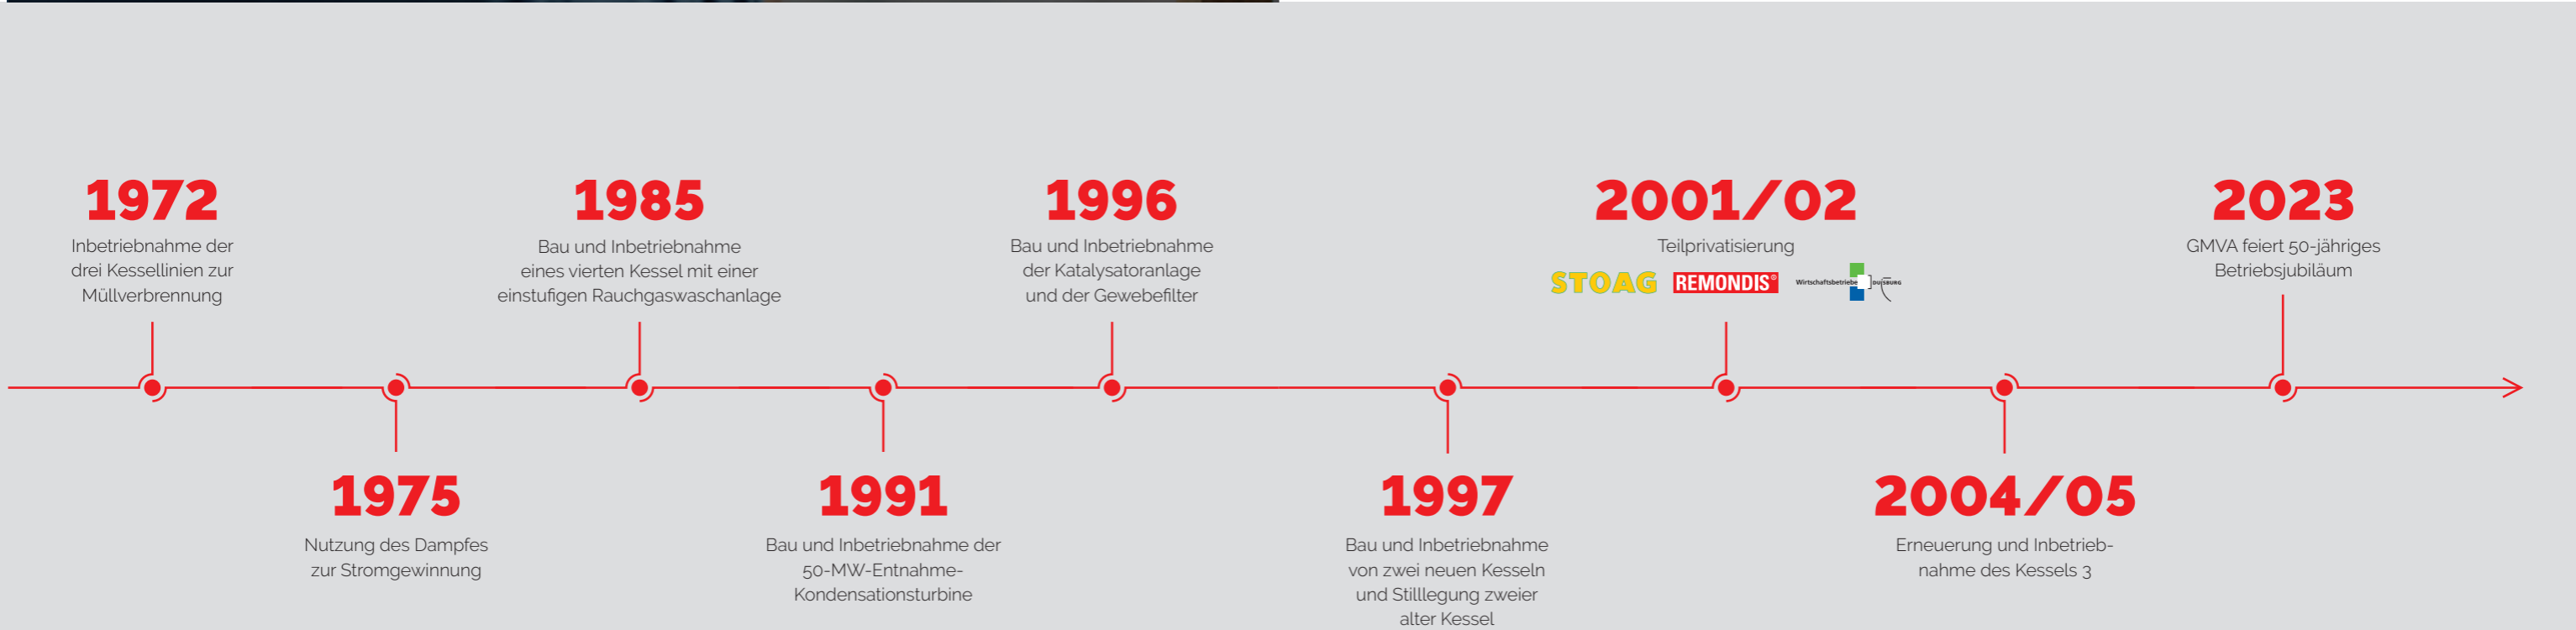 1972
Inbetriebnahme der
drei Kessellinien zur
Müllverbrennung
1975
Nutzung des Dampfes
zur Stromgewinnung
1985
Bau und Inbetriebnahme
eines vierten Kessel mit einer
einstufigen Rauchgaswaschanlage
1991
Bau und Inbetriebnahme der
50-MW-Entnahme-
Kondensationsturbine
1996
Bau und Inbetriebnahme
der Katalysatoranlage
und der Gewebefilter
1997
Bau und Inbetriebnahme
von zwei neuen Kesseln
und Stilllegung zweier
alter Kessel
2001/02
Teilprivatisierung
STOAG REMONDIS® Wirtschaftsbetriebe DUISBURG
2004/05
Erneuerung und Inbetrieb-
nahme des Kessels 3
2023
GMVA feiert 50-jähriges
Betriebsjubiläum